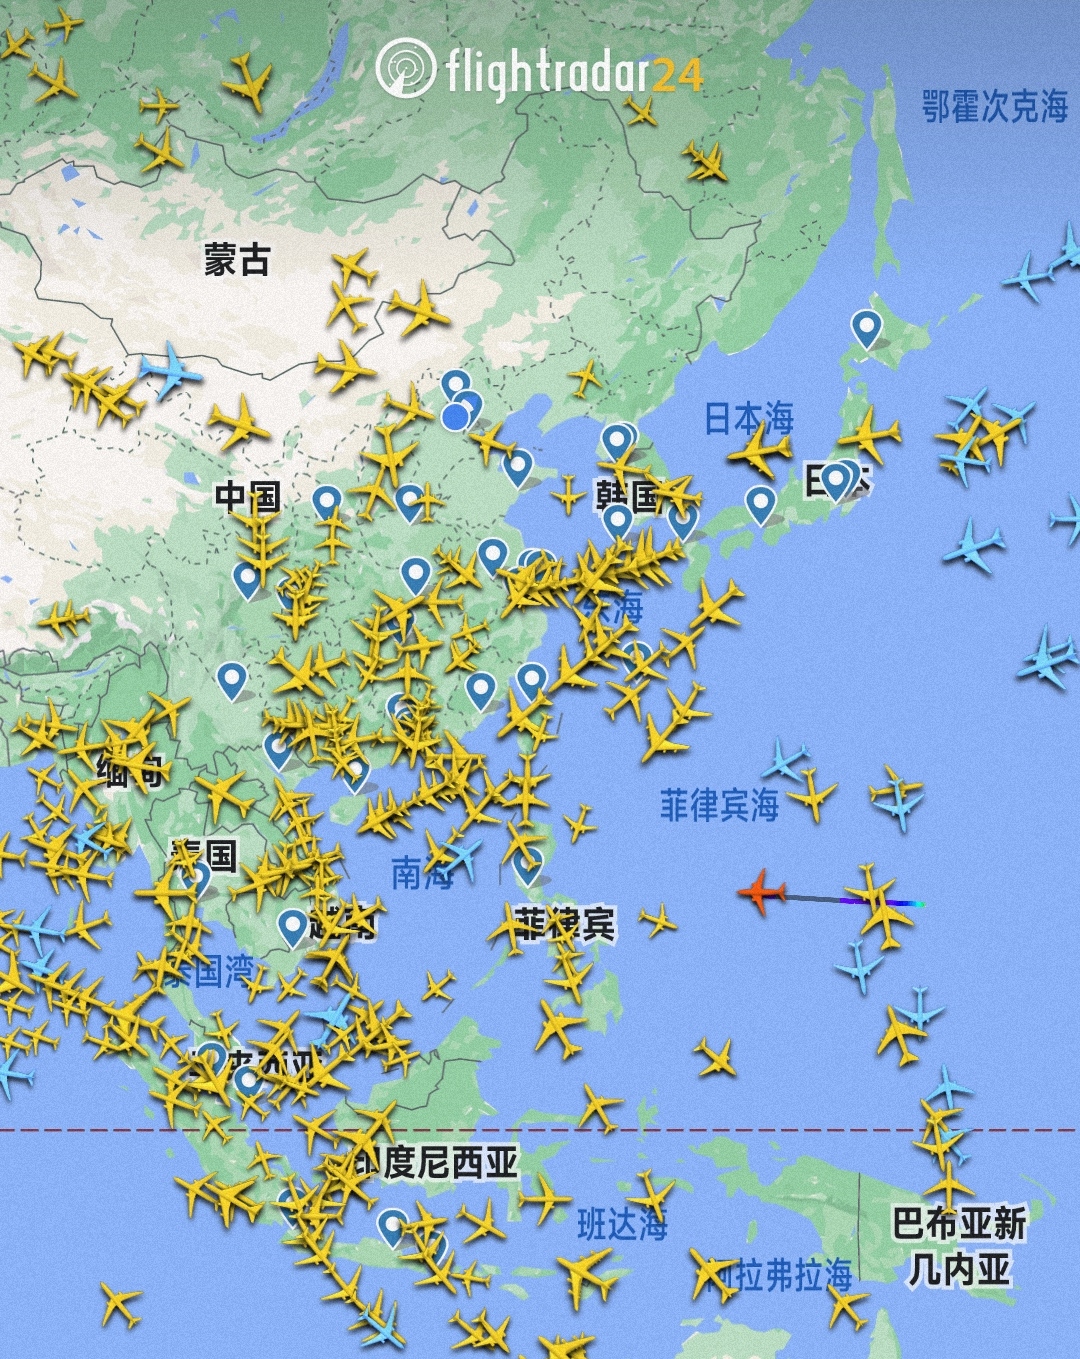 flightradar24
鄂霍次克海
蒙古
日本海
中国
韩国
日本
东海
缅甸
菲律宾海
泰国
南海
越南
菲律宾
泰国湾
马来西亚
印度尼西亚
班达海
巴布亚新
几内亚
阿拉弗拉海